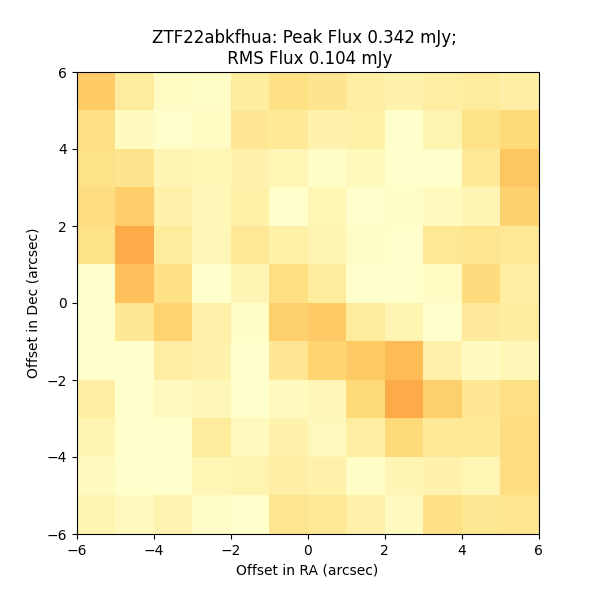 ZTF22abkfhua: Peak Flux 0.342 mJy;
RMS Flux 0.104 mJy
6
4
2
0
−2
−4
−6
Offset in Dec (arcsec)
−6 −4 −2 0 2 4 6
Offset in RA (arcsec)